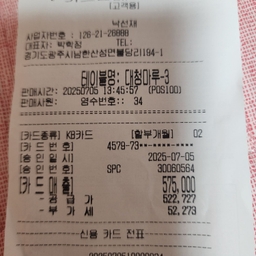 [고객용]
낙선재
사업자번호 : 126-21-26868
대표자: 박학장 TEL:
경기도광주시남한산성면불당리194-1
테이블명: 대청마루-3
판매시간: 20250705 13:45:57 (POS100)
판매사원: 영수번호:: 34
[카드종류] KB카드 [할부개월] 02
[카 드 번 호] 4579-73**-****-****
[승 인 일 시] 2025-07-05
[승 인 번 호] SPC 30060564
[카 드 매 출] 575,000
- 공 급 가 522,727
- 부 가 세 52,273
신용 카드 전표